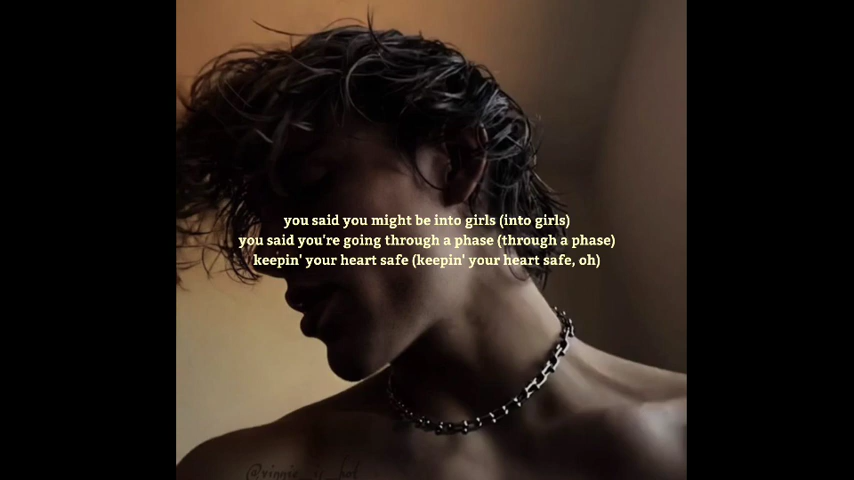 you said you might be into girls (into girls)
you said you're going through a phase (through a phase)
keepin' your heart safe (keepin' your heart safe, oh)